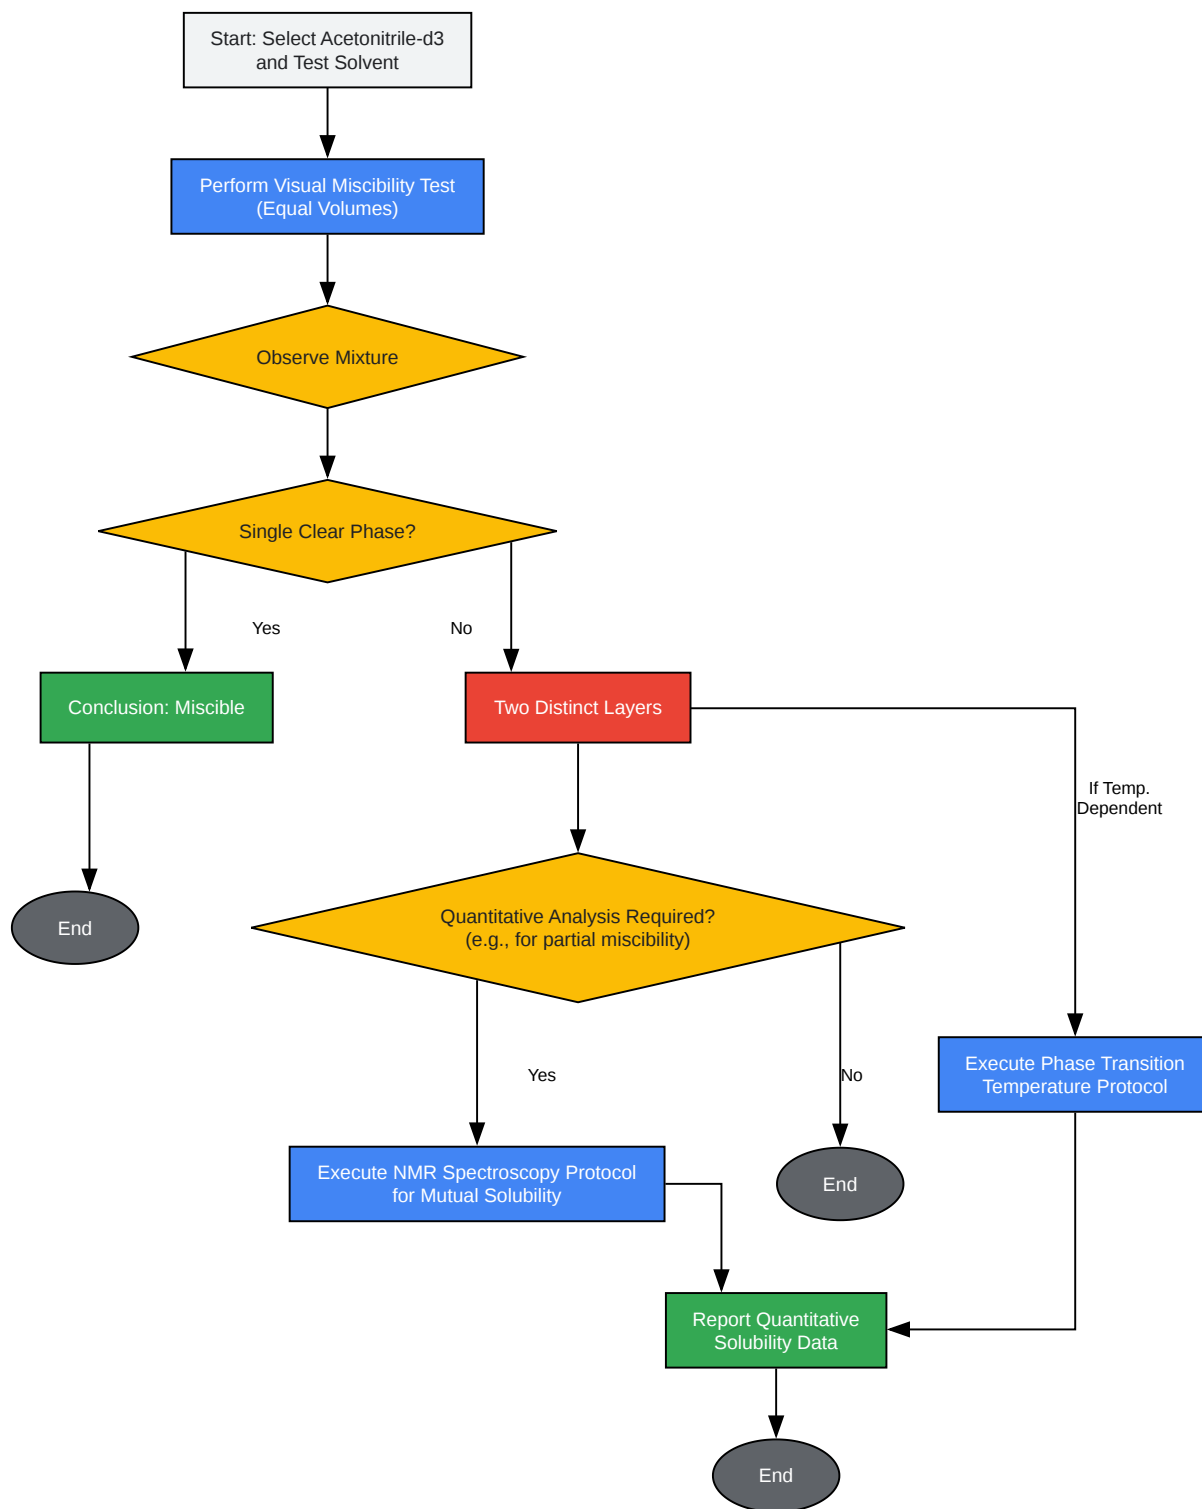 Start: Select Acetonitrile-d3
and Test Solvent
Perform Visual Miscibility Test
(Equal Volumes)
Observe Mixture
Single Clear Phase?
Yes
No
Conclusion: Miscible
Two Distinct Layers
If Temp.
Dependent
End
Quantitative Analysis Required?
(e.g., for partial miscibility)
Yes
No
Execute Phase Transition
Temperature Protocol
Execute NMR Spectroscopy Protocol
for Mutual Solubility
End
Report Quantitative
Solubility Data
End